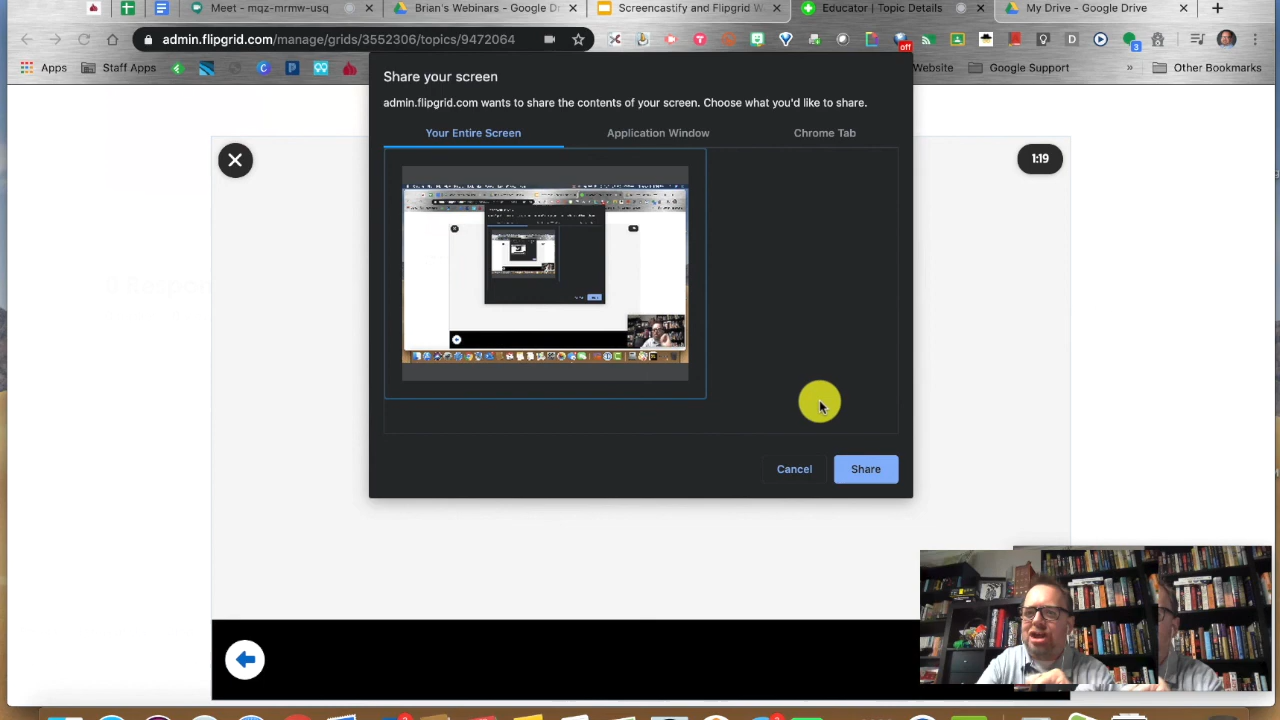 Meet - mqz-mrmw-usq
Brian's Webinars - Google Dr
Screencastify and Flipgrid W
Educator | Topic Details
My Drive - Google Drive
admin.flipgrid.com/manage/grids/3552306/topics/9472064
off
3
Apps
Staff Apps
Website
Google Support
»
Other Bookmarks
Share your screen
admin.flipgrid.com wants to share the contents of your screen. Choose what you'd like to share.
Your Entire Screen
Application Window
Chrome Tab
1:19
Cancel
Share